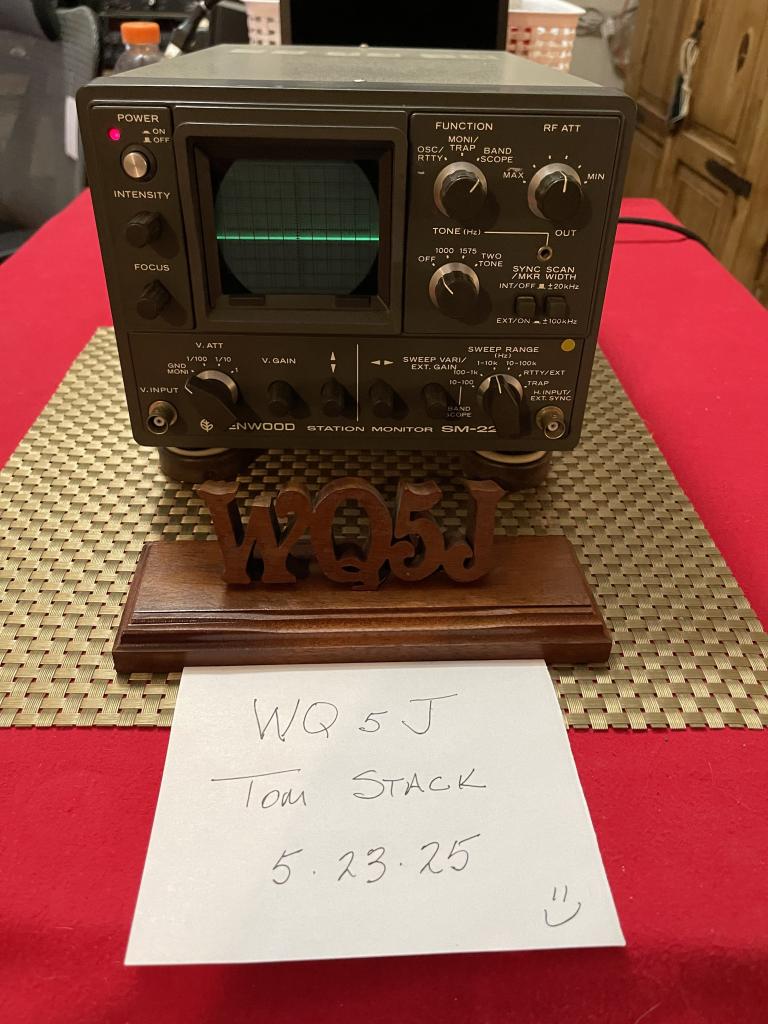 POWER
ON
OFF
INTENSITY
FOCUS
FUNCTION
RF ATT
MONI/
TRAP
OSC/
RTTY
BAND
SCOPE
MAX
MIN
TONE (Hz)
OUT
OFF
1000
1575
TWO
TONE
SYNC SCAN
/MKR WIDTH
INT/OFF ±20kHz
EXT/ON ±100kHz
V. ATT
1/100
1/10
GND
MONI
V. INPUT
V. GAIN
SWEEP VARI/
EXT. GAIN
SWEEP RANGE
(Hz)
1-10k
10-100k
100-1k
RTTY/EXT
10-100
TRAP
BAND
SCOPE
H. INPUT/
EXT. SYNC
ENWOOD STATION MONITOR SM-22
WQ5J
WQ5J
Tom STACK
5.23.25